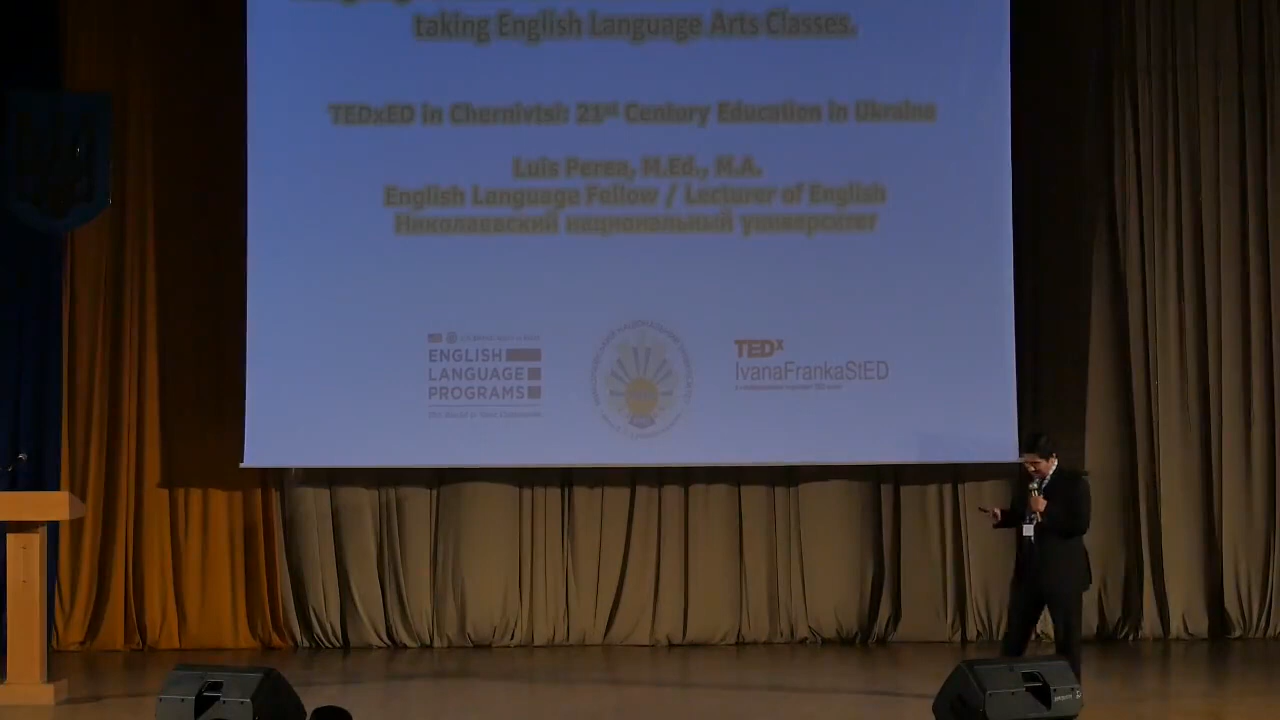 taking English Language Arts Classes.
TEDxED in Chernivtsi: 21st Century Education in Ukraine
Luis Perea, M.Ed., M.A.
English Language Fellow / Lecturer of English
Николаевский национальный университет
ENGLISH
LANGUAGE
PROGRAMS
TEDx
IvanaFrankaStED